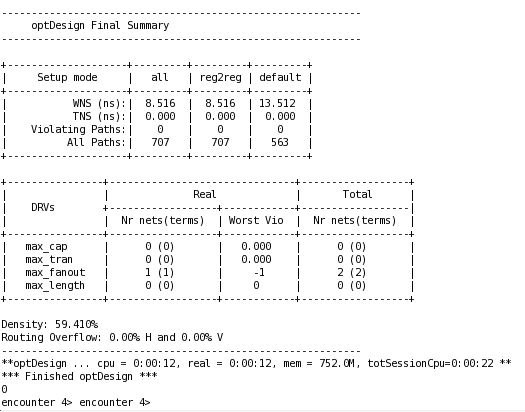 ------------------------------------------------------------
     optDesign Final Summary
------------------------------------------------------------
+--------------------+---------+---------+---------+
|     Setup mode     |   all   | reg2reg | default |
+--------------------+---------+---------+---------+
|           WNS (ns):|  8.516  |  8.516  | 13.512  |
|           TNS (ns):|  0.000  |  0.000  |  0.000  |
|    Violating Paths:|    0    |    0    |    0    |
|          All Paths:|   707   |   707   |   563   |
+--------------------+---------+---------+---------+
+----------------+-------------------------------+------------------+
|                |              Real             |       Total      |
|    DRVs        +------------------+------------+------------------|
|                |  Nr nets(terms)  | Worst Vio  |  Nr nets(terms)  |
+----------------+------------------+------------+------------------+
|   max_cap      |      0 (0)       |   0.000    |      0 (0)       |
|   max_tran     |      0 (0)       |   0.000    |      0 (0)       |
|   max_fanout   |      1 (1)       |     -1     |      2 (2)       |
|   max_length   |      0 (0)       |     0      |      0 (0)       |
+----------------+------------------+------------+------------------+
Density: 59.410%
Routing Overflow: 0.00% H and 0.00% V
------------------------------------------------------------
**optDesign ... cpu = 0:00:12, real = 0:00:12, mem = 752.0M, totSessionCpu=0:00:22 **
*** Finished optDesign ***
0
encounter 4> encounter 4>